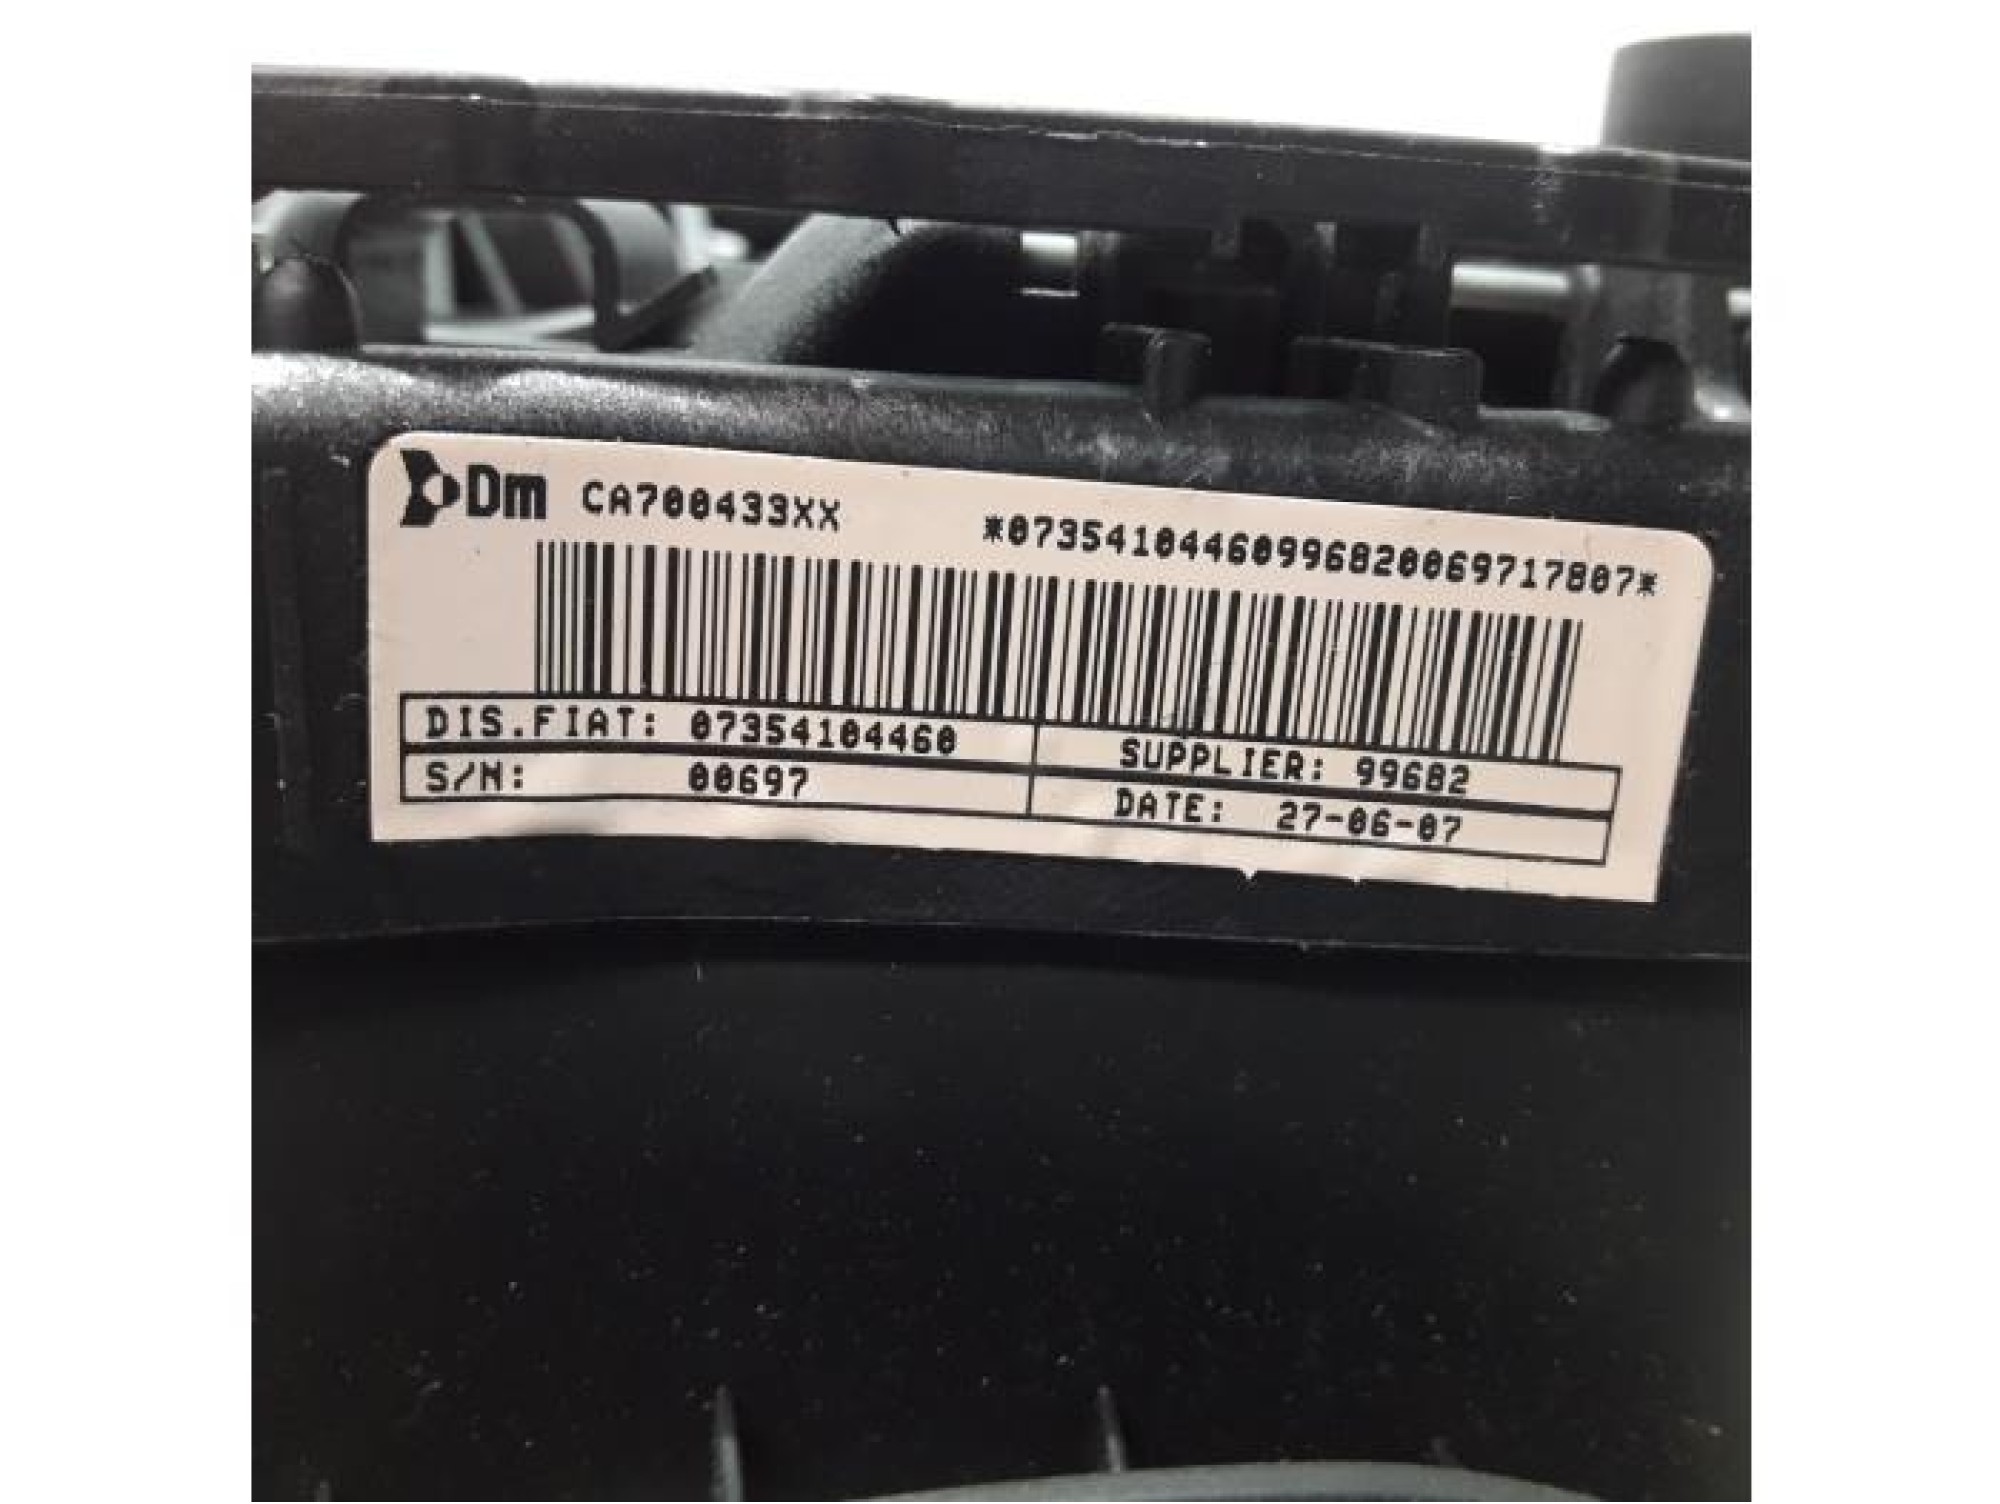 Dm CA700433XX *07354104460996820069717807*
DIS.FIAT: 07354104460 SUPPLIER: 99682
S/N: 00697 DATE: 27-06-07